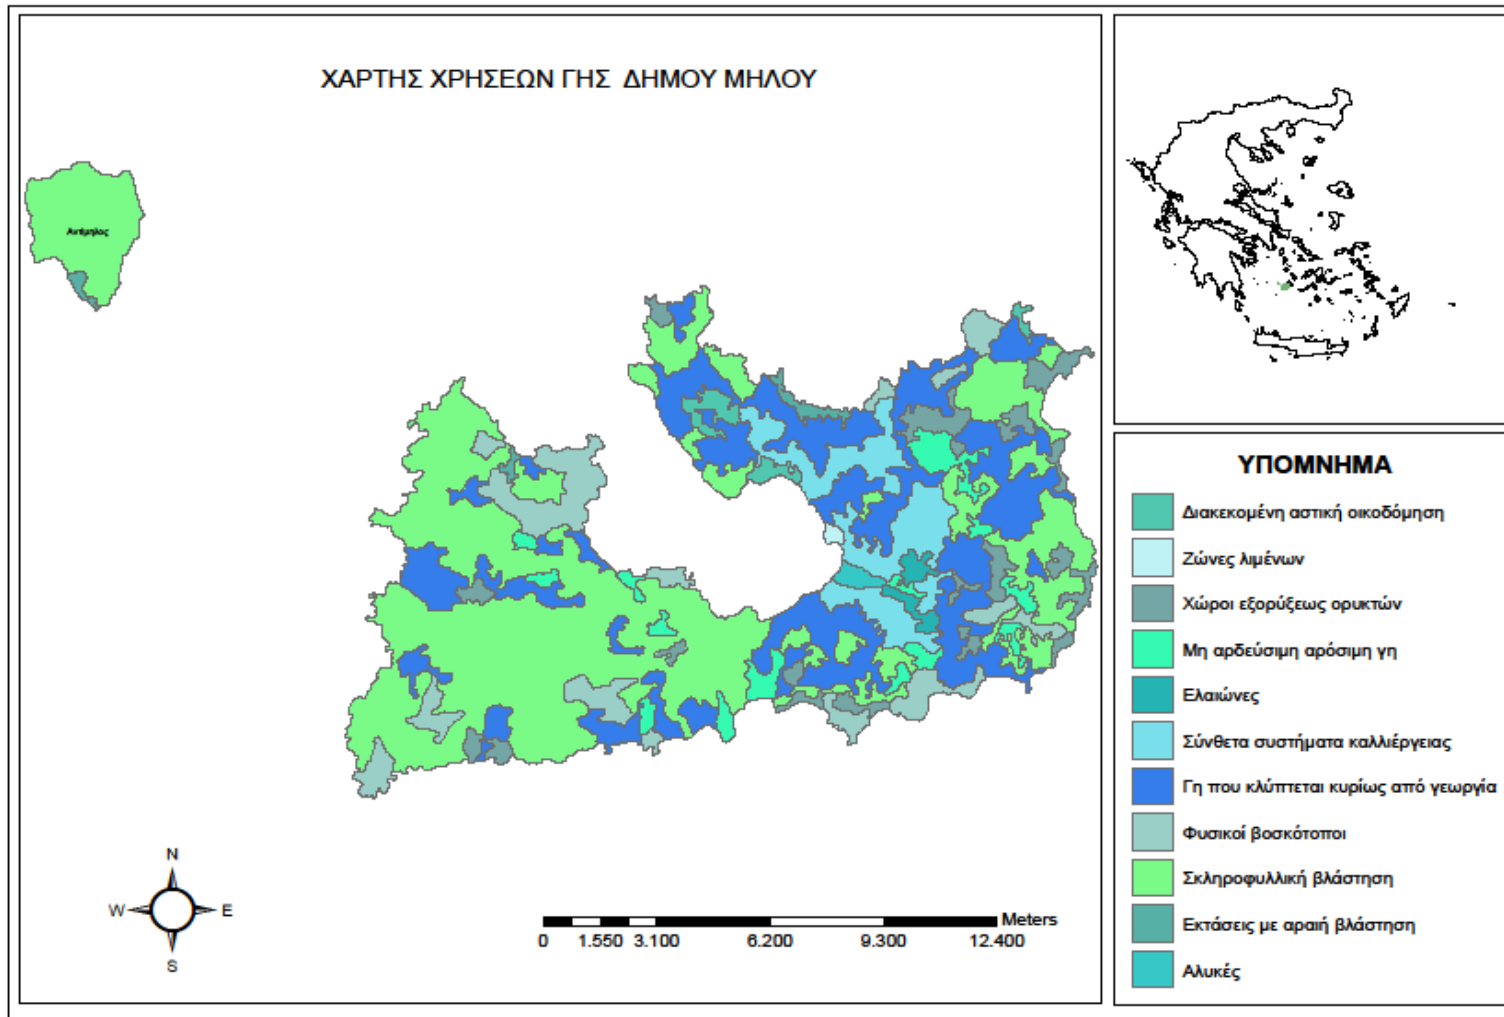 ΧΑΡΤΗΣ ΧΡΗΣΕΩΝ ΓΗΣ ΔΗΜΟΥ ΜΗΛΟΥ
Αντίμηλος
N
W E
S
Meters
0 1.550 3.100 6.200 9.300 12.400
ΥΠΟΜΝΗΜΑ
Διακεκομένη αστική οικοδόμηση
Ζώνες λιμένων
Χώροι εξορύξεως ορυκτών
Μη αρδεύσιμη αρόσιμη γη
Ελαιώνες
Σύνθετα συστήματα καλλιέργειας
Γη που κλύπτεται κυρίως από γεωργία
Φυσικοί βοσκότοποι
Σκληροφυλλική βλάστηση
Εκτάσεις με αραιή βλάστηση
Αλυκές